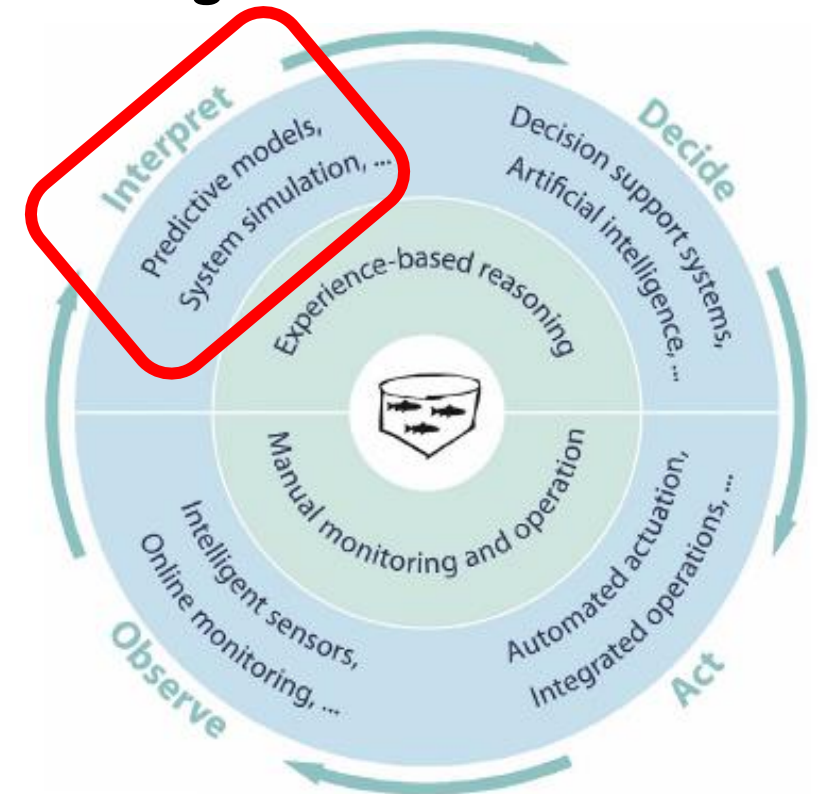 Interpret
Predictive models,
System simulation, ...
Decide
Decision support systems,
Artificial intelligence, ...
Experience-based reasoning
Manual monitoring and operation
Observe
Intelligent sensors,
Online monitoring, ...
Act
Automated actuation,
Integrated operations, ...